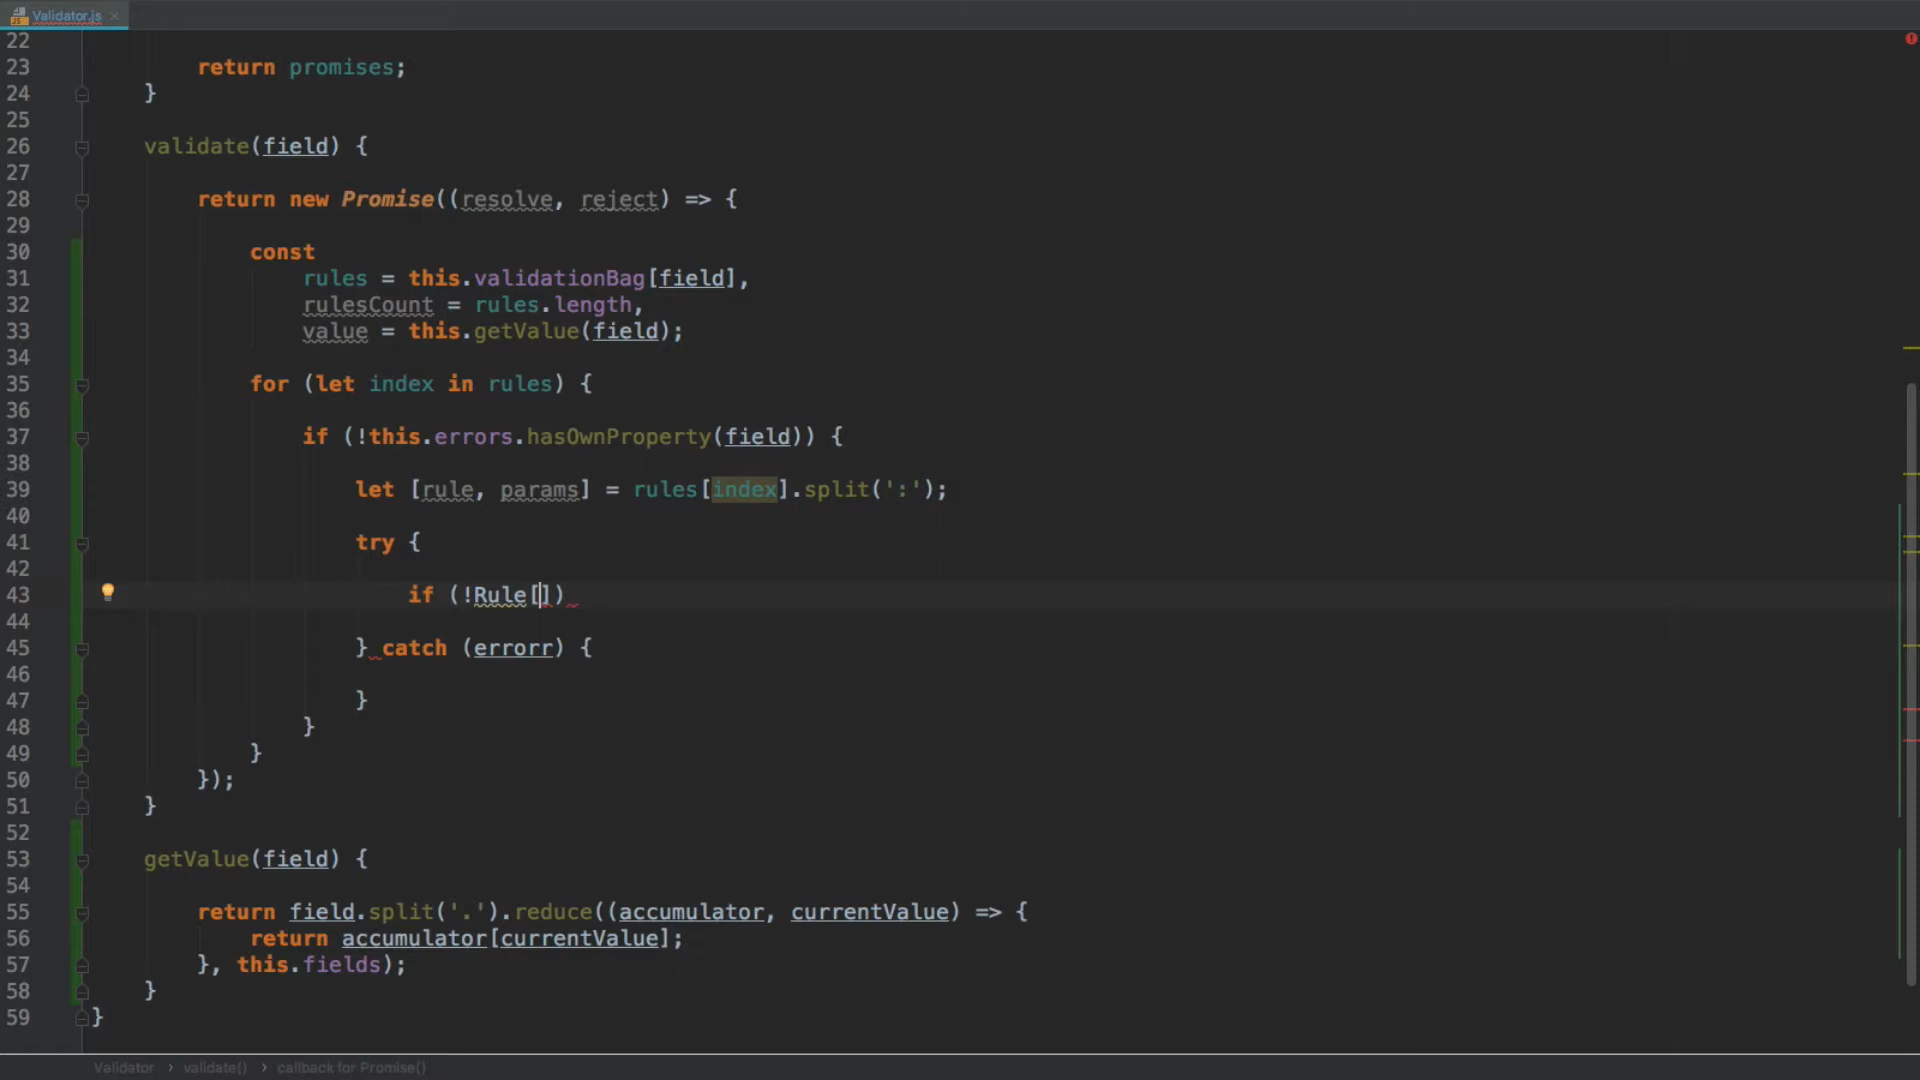 Validator.js
22
23 return promises;
24 }
25
26 validate(field) {
27
28 return new Promise((resolve, reject) => {
29
30 const
31 rules = this.validationBag[field],
32 rulesCount = rules.length,
33 value = this.getValue(field);
34
35 for (let index in rules) {
36
37 if (!this.errors.hasOwnProperty(field)) {
38
39 let [rule, params] = rules[index].split(':');
40
41 try {
42
43 if (!Rule[])
44
45 } catch (errorr) {
46
47 }
48 }
49 }
50 });
51 }
52
53 getValue(field) {
54
55 return field.split('.').reduce((accumulator, currentValue) => {
56 return accumulator[currentValue];
57 }, this.fields);
58 }
59 }
Validator › validate() › callback for Promise()